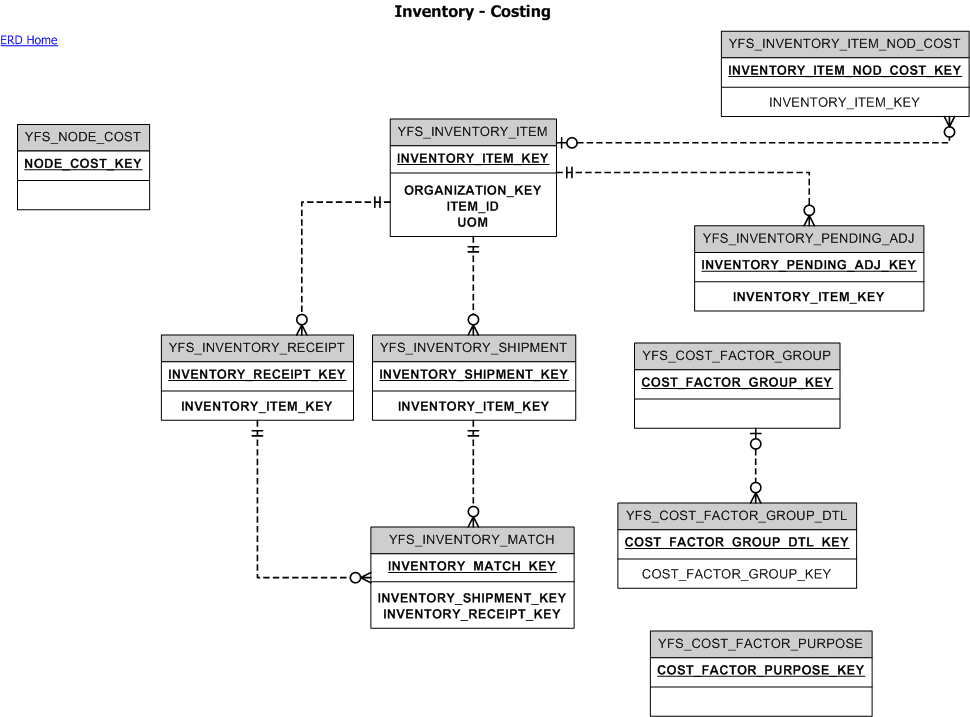 Inventory - Costing
ERD Home
YFS_INVENTORY_ITEM_NOD_COST
INVENTORY_ITEM_NOD_COST_KEY
INVENTORY_ITEM_KEY
YFS_NODE_COST
NODE_COST_KEY
YFS_INVENTORY_ITEM
INVENTORY_ITEM_KEY
ORGANIZATION_KEY
ITEM_ID
UOM
YFS_INVENTORY_PENDING_ADJ
INVENTORY_PENDING_ADJ_KEY
INVENTORY_ITEM_KEY
YFS_INVENTORY_RECEIPT
INVENTORY_RECEIPT_KEY
INVENTORY_ITEM_KEY
YFS_INVENTORY_SHIPMENT
INVENTORY_SHIPMENT_KEY
INVENTORY_ITEM_KEY
YFS_COST_FACTOR_GROUP
COST_FACTOR_GROUP_KEY
YFS_COST_FACTOR_GROUP_DTL
COST_FACTOR_GROUP_DTL_KEY
COST_FACTOR_GROUP_KEY
YFS_INVENTORY_MATCH
INVENTORY_MATCH_KEY
INVENTORY_SHIPMENT_KEY
INVENTORY_RECEIPT_KEY
YFS_COST_FACTOR_PURPOSE
COST_FACTOR_PURPOSE_KEY